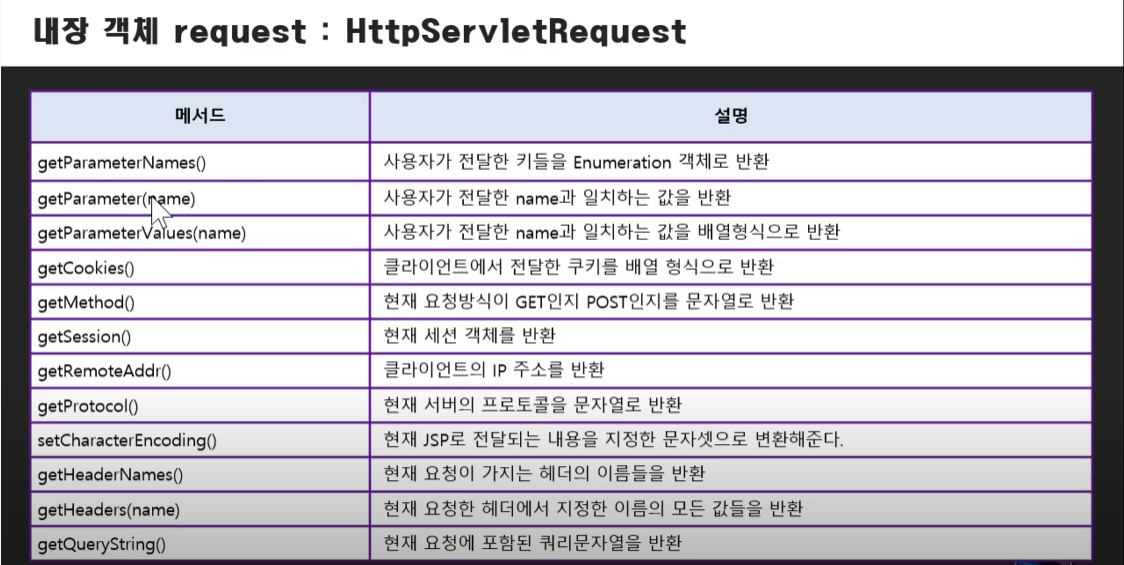 내장 객체 request : HttpServletRequest
메서드 설명
getParameterNames() 사용자가 전달한 키들을 Enumeration 객체로 반환
getParameter(name) 사용자가 전달한 name과 일치하는 값을 반환
getParameterValues(name) 사용자가 전달한 name과 일치하는 값을 배열형식으로 반환
getCookies() 클라이언트에서 전달한 쿠키를 배열 형식으로 반환
getMethod() 현재 요청방식이 GET인지 POST인지를 문자열로 반환
getSession() 현재 세션 객체를 반환
getRemoteAddr() 클라이언트의 IP 주소를 반환
getProtocol() 현재 서버의 프로토콜을 문자열로 반환
setCharacterEncoding() 현재 JSP로 전달되는 내용을 지정한 문자셋으로 변환해준다.
getHeaderNames() 현재 요청이 가지는 헤더의 이름들을 반환
getHeaders(name) 현재 요청한 헤더에서 지정한 이름의 모든 값들을 반환
getQueryString() 현재 요청에 포함된 쿼리문자열을 반환